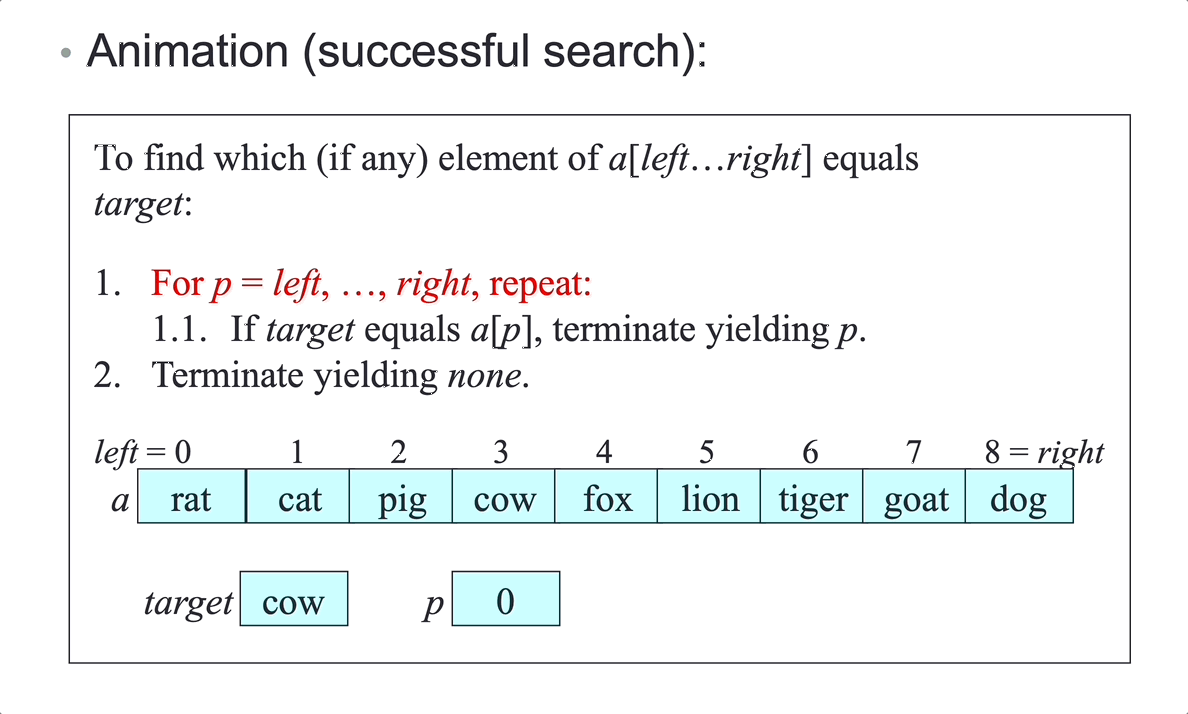 • Animation (successful search):
To find which (if any) element of a[left…right] equals
target:
1. For p = left, …, right, repeat:
1.1. If target equals a[p], terminate yielding p.
2. Terminate yielding none.
left = 0 1 2 3 4 5 6 7 8 = right
a rat cat pig cow fox lion tiger goat dog
target cow p 0